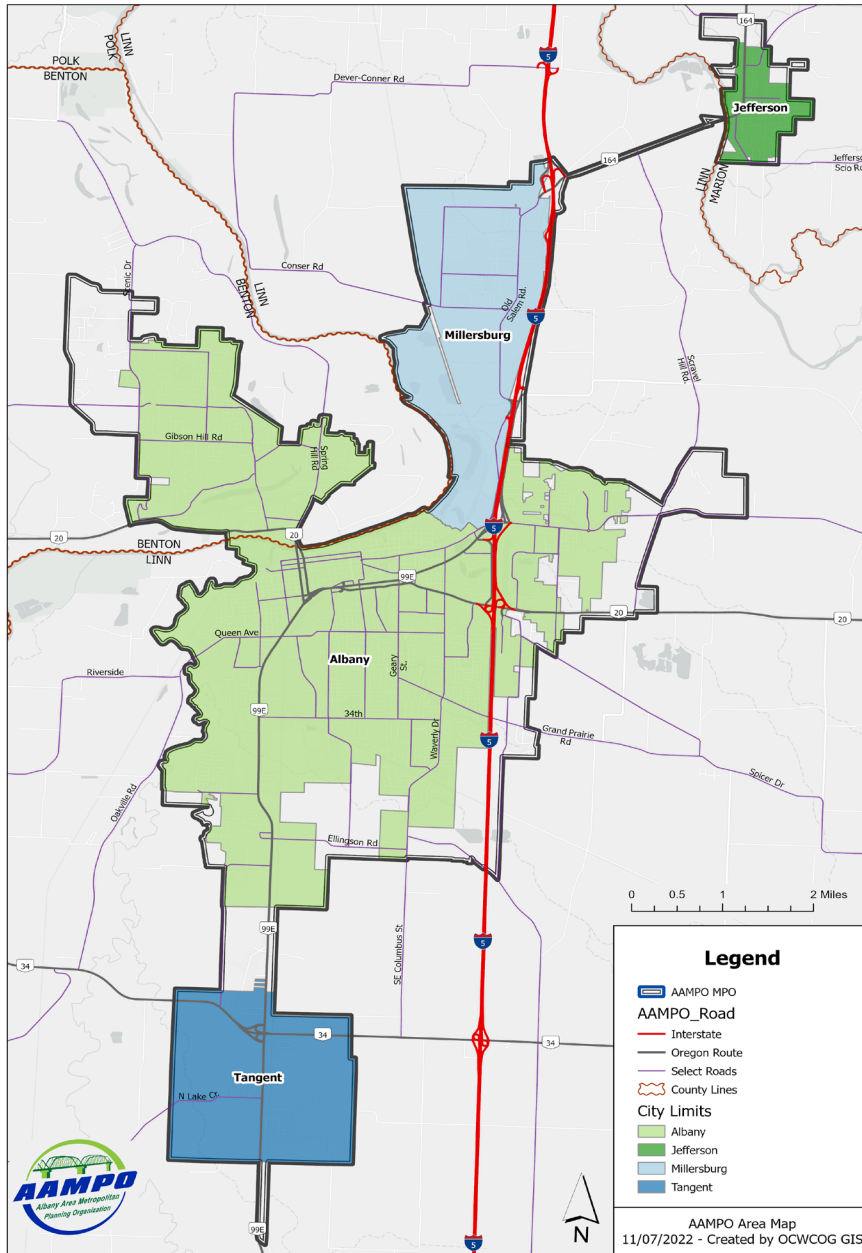 164
LINN
POLK
POLK
BENTON
5
Dever-Conner Rd
Jefferson
164
Jefferso
Scio Rd
LINN
MARION
Scenic Dr
Conser Rd
LINN
BENTON
Old
Salem Rd.
5
Millersburg
Scravel
Hill Rd.
Gibson Hill Rd
Spring
Hill Rd
20
20
5
BENTON
LINN
99E
20
20
Queen Ave
Albany
Geary
St.
Riverside
99E
34th
Waverly Dr
Grand Prairie
Rd
5
Spicer Dr
Oakville Rd
Ellingson Rd
0 0.5 1 2 Miles
99E
SE Columbus St
5
34
34
34
Tangent
N Lake Cr.
99E
5
AAMPO
Albany Area Metropolitan
Planning Organization
N
Legend
AAMPO MPO
AAMPO_Road
Interstate
Oregon Route
Select Roads
County Lines
City Limits
Albany
Jefferson
Millersburg
Tangent
AAMPO Area Map
11/07/2022 - Created by OCWCOG GIS